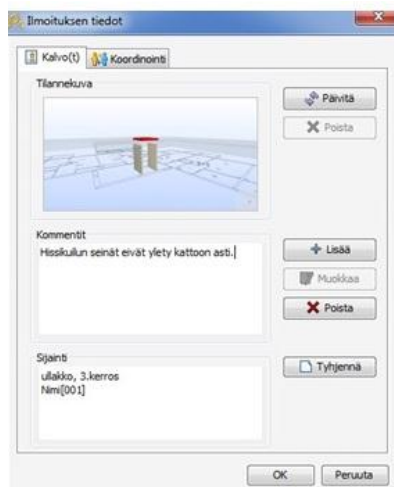 Ilmoituksen tiedot
Kalvo(t) Koordinointi
Tilannekuva
Päivitä
Poista
Kommentit
Hissikuilun seinät eivät ylety kattoon asti.
Lisää
Muokkaa
Poista
Sijainti
ullakko, 3.kerros
Nimi[001]
Tyhjennä
OK Peruuta